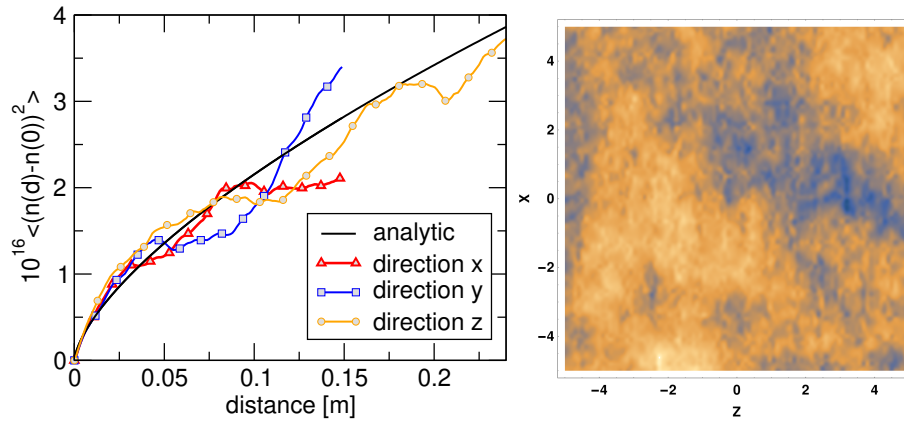 10^16 <(n(d)-n(0))^2>
4
3
2
1
0
0 0.05 0.1 0.15 0.2
distance [m]
analytic
direction x
direction y
direction z
x
4
2
0
−2
−4
−4 −2 0 2 4
z